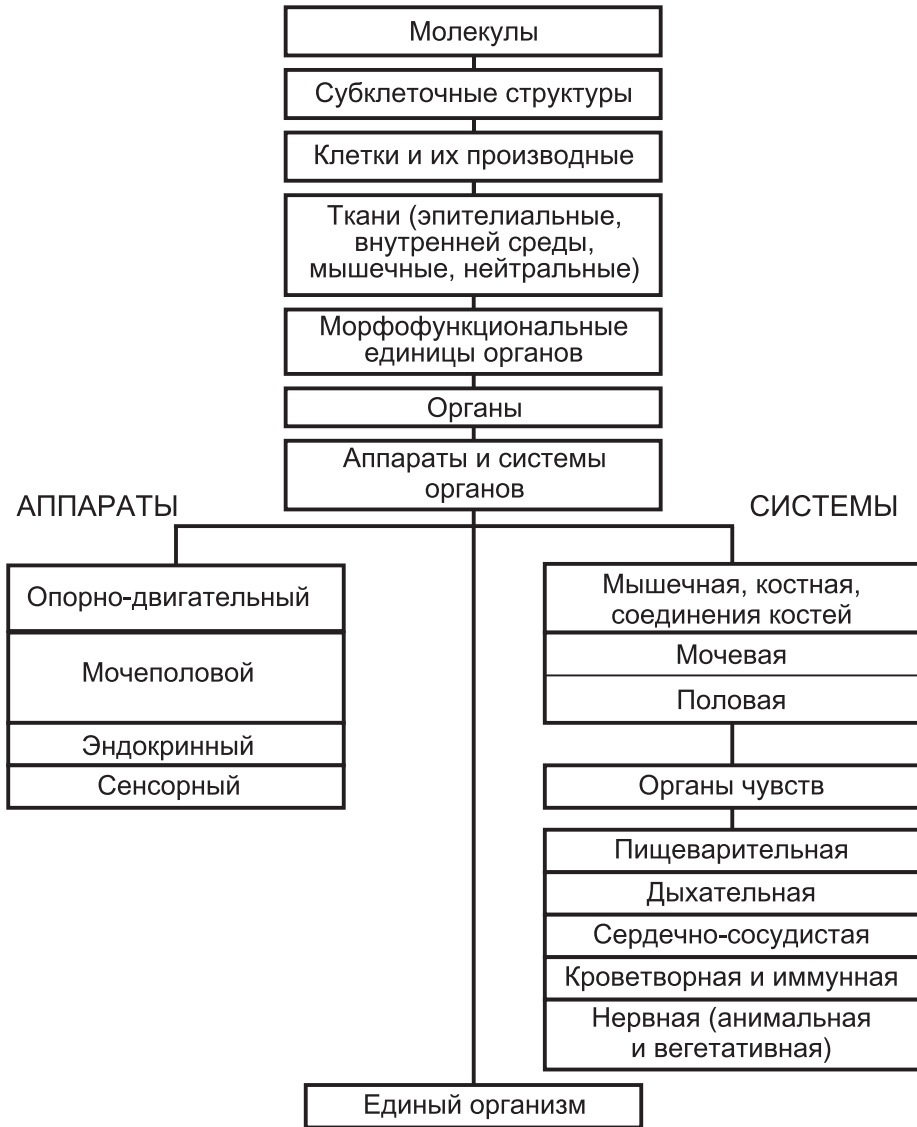 Молекулы
Субклеточные структуры
Клетки и их производные
Ткани (эпителиальные,
внутренней среды,
мышечные, нейтральные)
Морфофункциональные
единицы органов
Органы
Аппараты и системы
органов
АППАРАТЫ
СИСТЕМЫ
Опорно-двигательный
Мочеполовой
Эндокринный
Сенсорный
Мышечная, костная,
соединения костей
Мочевая
Половая
Органы чувств
Пищеварительная
Дыхательная
Сердечно-сосудистая
Кроветворная и иммунная
Нервная (анимальная
и вегетативная)
Единый организм